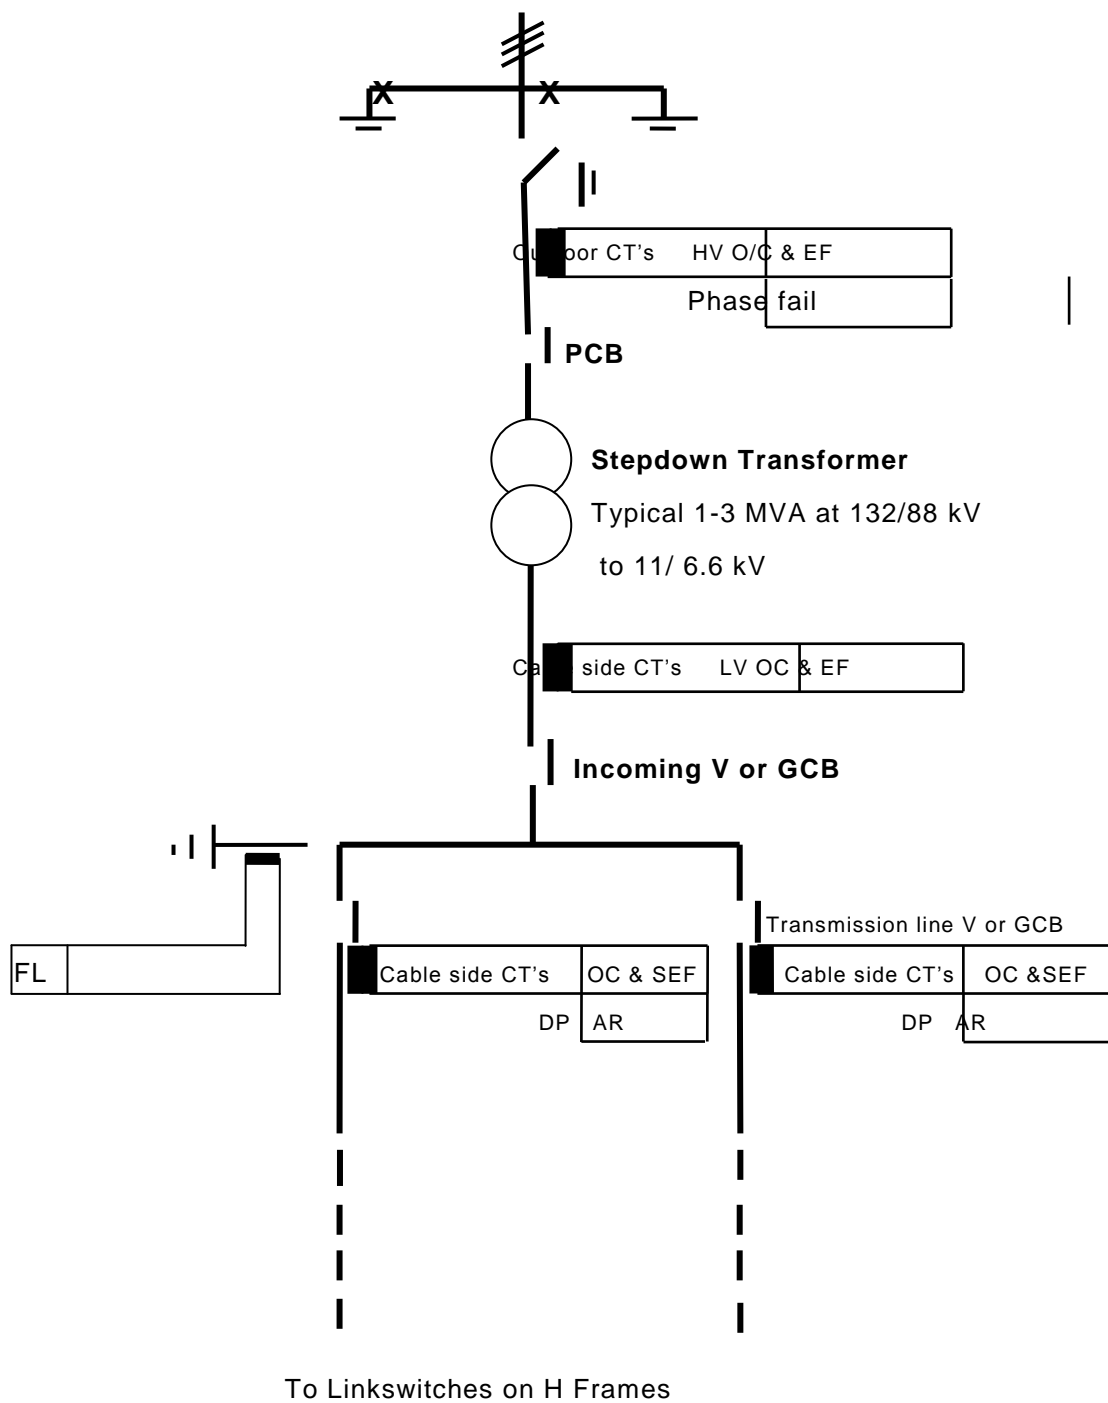 X X
Outdoor CT's HV O/C & EF
Phase fail
PCB
Stepdown Transformer
Typical 1-3 MVA at 132/88 kV
to 11/ 6.6 kV
Cable side CT's LV OC & EF
Incoming V or GCB
Transmission line V or GCB
FL
Cable side CT's OC & SEF
Cable side CT's OC &SEF
DP AR
DP AR
To Linkswitches on H Frames